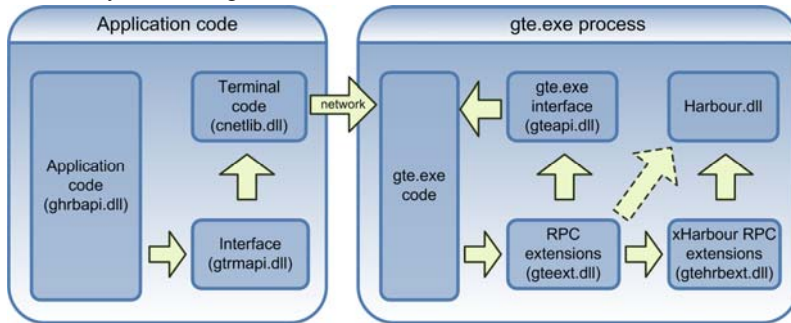 Application code
Application
code
(ghrbapi.dll)
Terminal
code
(cnetlib.dll)
Interface
(gtrmapi.dll)
network
gte.exe process
gte.exe
code
gte.exe
interface
(gteapi.dll)
Harbour.dll
RPC
extensions
(gteext.dll)
xHarbour RPC
extensions
(gtehrbext.dll)